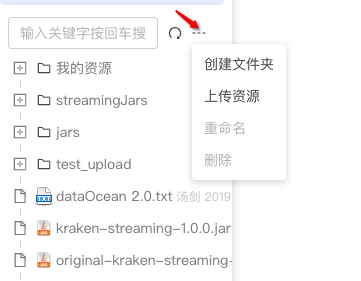 输入关键字按回车搜
创建文件夹
我的资源
上传资源
streamingJars
jars
重命名
test_upload
删除
dataOcean 2.0.txt 汤剑 2019
kraken-streaming-1.0.0.jar
original-kraken-streaming-